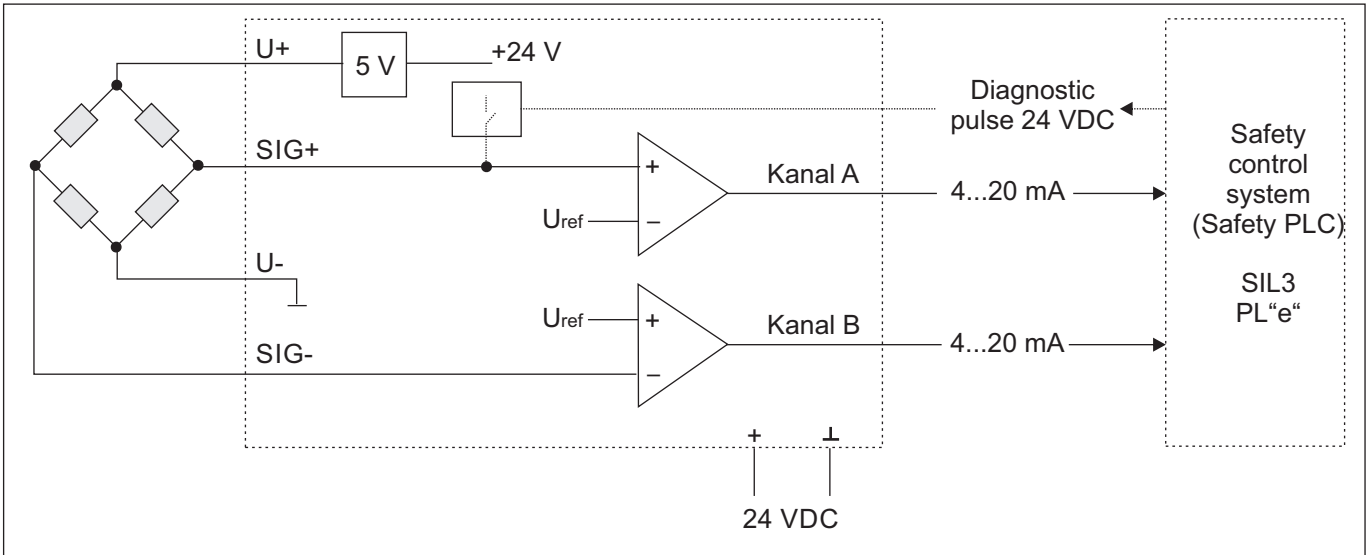 U+
5 V
+24 V
Diagnostic
pulse 24 VDC
SIG+
+
Kanal A
4...20 mA
Uref
−
Safety
control
system
(Safety PLC)
SIL3
PL“e“
U-
Uref
+
Kanal B
4...20 mA
SIG-
−
+
24 VDC